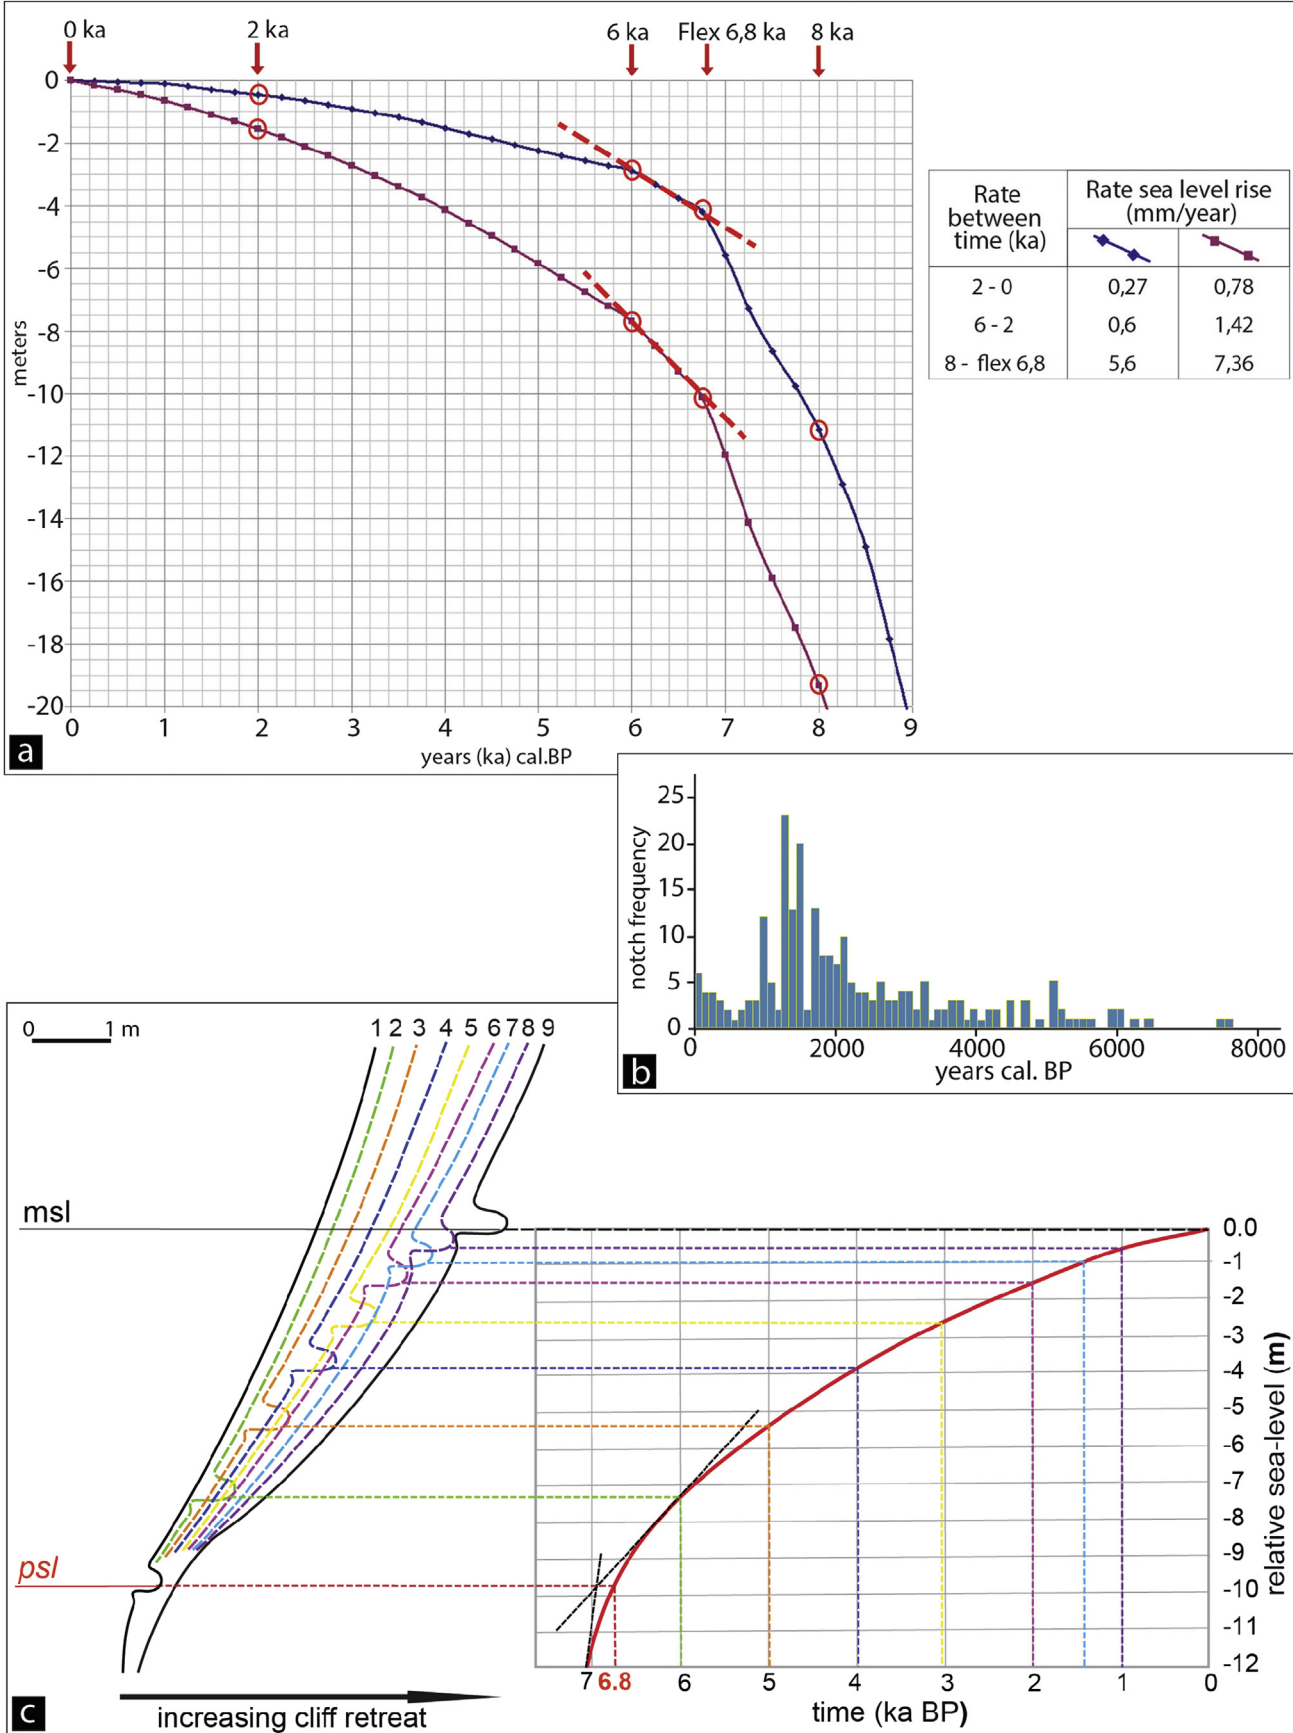 0 ka 2 ka 6 ka Flex 6,8 ka 8 ka
0
-2
-4
-6
-8
-10
-12
-14
-16
-18
-20
meters
0 1 2 3 4 5 6 7 8 9
years (ka) cal.BP
a
Rate between time (ka)
Rate sea level rise
(mm/year)
2 - 0 0,27 0,78
6 - 2 0,6 1,42
8 - flex 6,8 5,6 7,36
25
20
15
10
5
0
notch frequency
0 2000 4000 6000 8000
years cal. BP
b
0 1 m
1 2 3 4 5 6 7 8 9
msl
psl
0.0
-1
-2
-3
-4
-5
-6
-7
-8
-9
-10
-11
-12
relative sea-level (m)
7 6.8 6 5 4 3 2 1 0
time (ka BP)
increasing cliff retreat
c